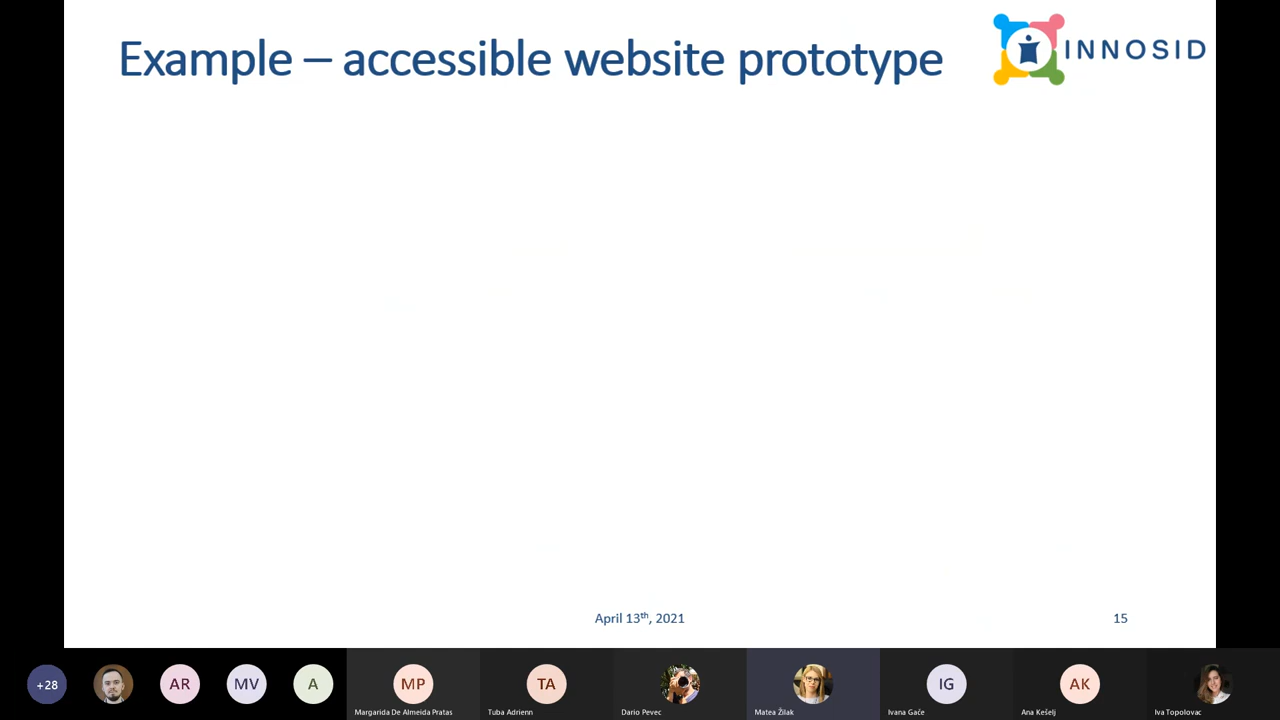 Example – accessible website prototype
INNOSID
April 13th, 2021
15
+28
AR
MV
A
MP
TA
IG
AK
Margarida De Almeida Pratas
Tuba Adrienn
Dario Pevec
Matea Žilak
Ivana Gaće
Ana Kešelj
Iva Topolovac